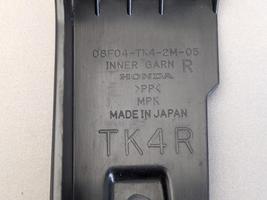 08F04-TK4-2M-05
INNER GARN R
HONDA
>PP<
MPK
MADE IN JAPAN
TK4R